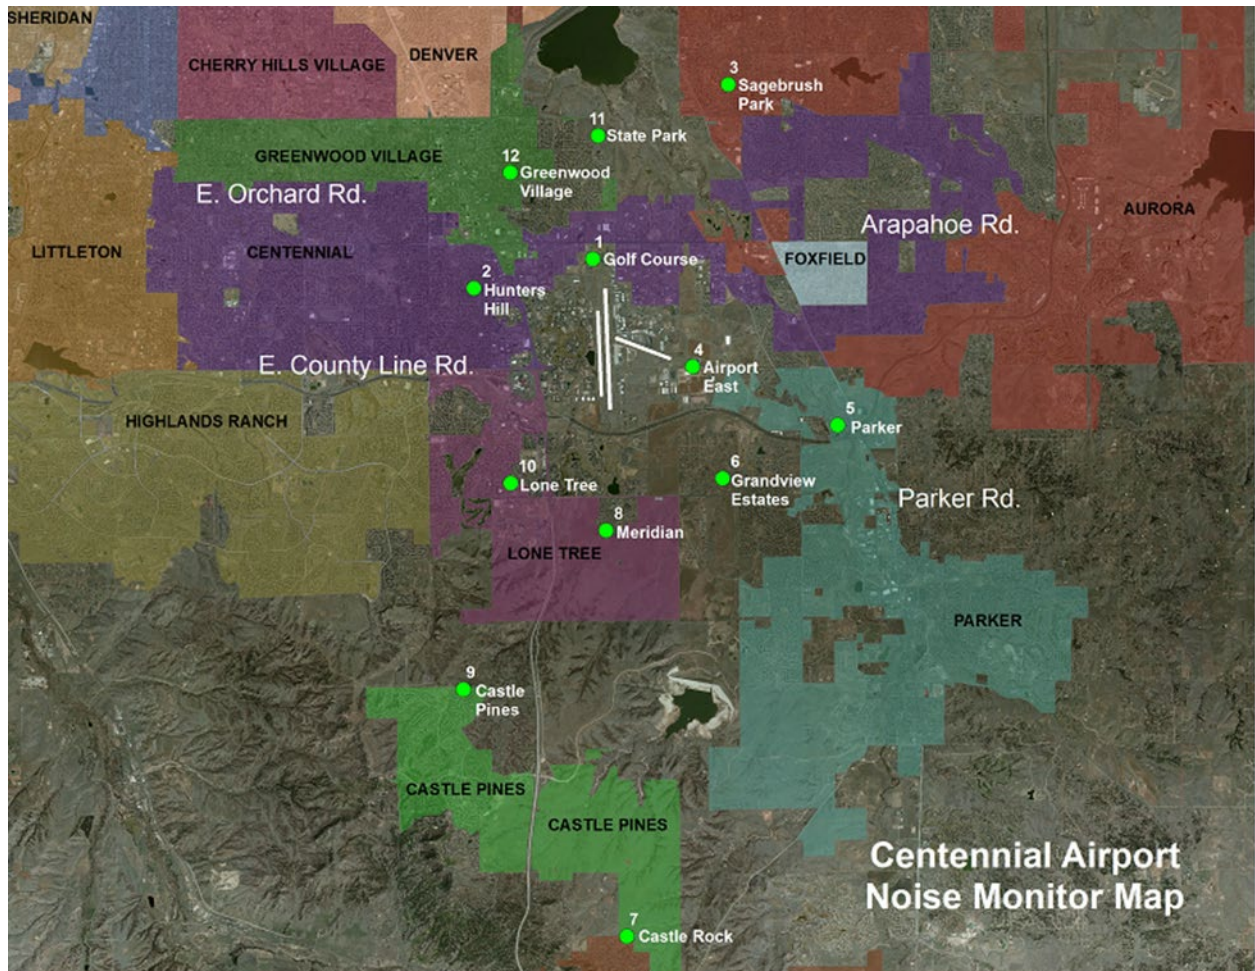 SHERIDAN
CHERRY HILLS VILLAGE
DENVER
3
Sagebrush
Park
11
State Park
GREENWOOD VILLAGE
12
Greenwood
Village
E. Orchard Rd.
Arapahoe Rd.
AURORA
LITTLETON
CENTENNIAL
1
Golf Course
FOXFIELD
2
Hunters
Hill
E. County Line Rd.
4
Airport
East
HIGHLANDS RANCH
5
Parker
6
Grandview
Estates
10
Lone Tree
Parker Rd.
8
Meridian
LONE TREE
PARKER
9
Castle
Pines
CASTLE PINES
CASTLE PINES
Centennial Airport
Noise Monitor Map
7
Castle Rock